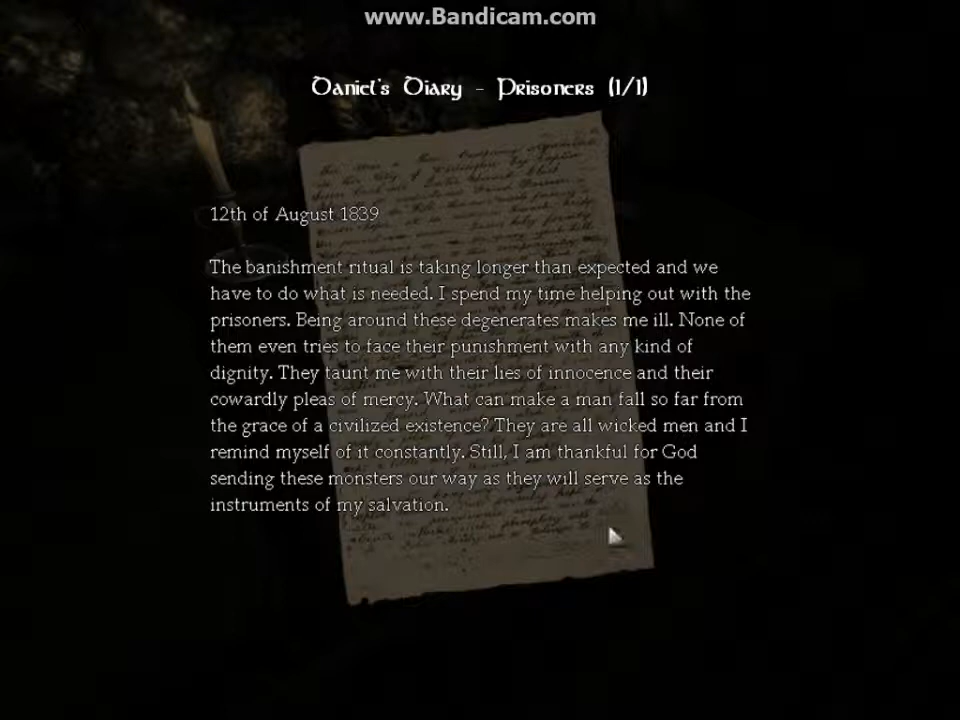 www.Bandicam.com
Daniel's Diary - Prisoners (1/1)
12th of August 1839
The banishment ritual is taking longer than expected and we
have to do what is needed. I spend my time helping out with the
prisoners. Being around these degenerates makes me ill. None of
them even tries to face their punishment with any kind of
dignity. They taunt me with their lies of innocence and their
cowardly pleas of mercy. What can make a man fall so far from
the grace of a civilized existence? They are all wicked men and I
remind myself of it constantly. Still, I am thankful for God
sending these monsters our way as they will serve as the
instruments of my salvation.